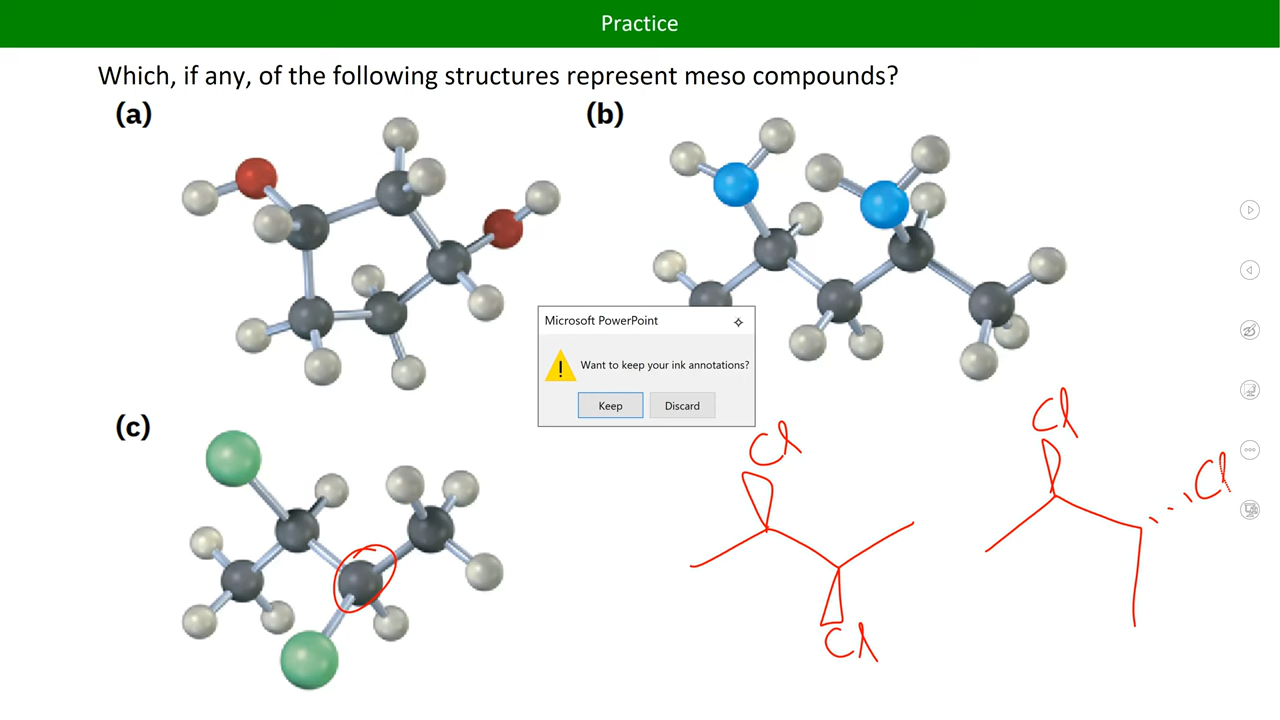 Practice
Which, if any, of the following structures represent meso compounds?
(a)
(b)
Microsoft PowerPoint
Want to keep your ink annotations?
Keep
Discard
(c)
Cl
Cl
Cl
Cl